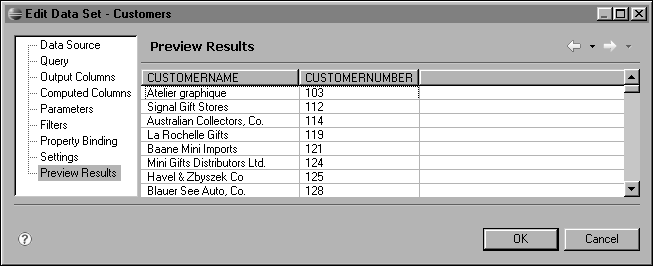 Edit Data Set - Customers
Data Source
Query
Output Columns
Computed Columns
Parameters
Filters
Property Binding
Settings
Preview Results
Preview Results
CUSTOMERNAME CUSTOMERNUMBER
Atelier graphique 103
Signal Gift Stores 112
Australian Collectors, Co. 114
La Rochelle Gifts 119
Baane Mini Imports 121
Mini Gifts Distributors Ltd. 124
Havel & Zbyszek Co 125
Blauer See Auto, Co. 128
?
OK Cancel